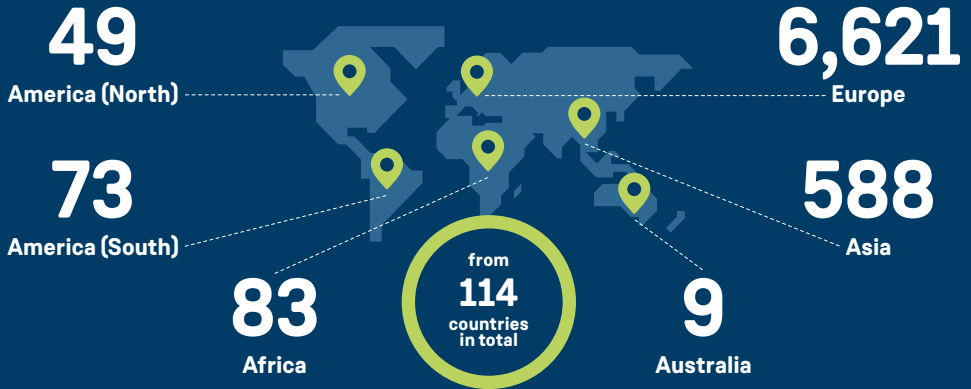 49
America (North)
6,621
Europe
73
America (South)
588
Asia
83
Africa
from
114
countries
in total
9
Australia